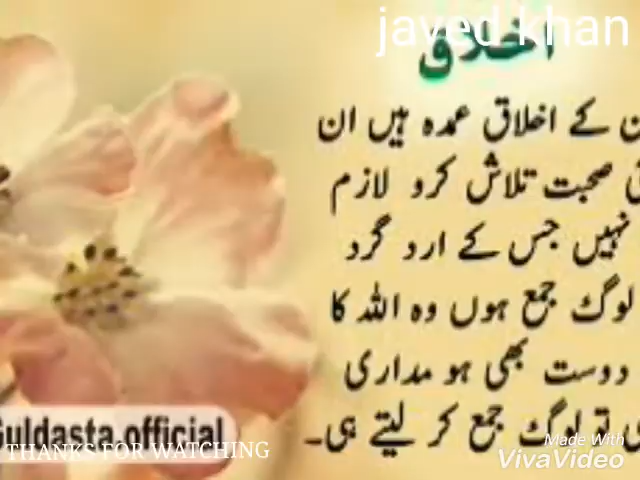 javed khan
اخلاق
کے اخلاق عمدہ ہیں ان
صحبت تلاش کرو لازم
نہیں جس کے ارد گرد
لوگ جمع ہوں وہ اللہ کا
دوست بھی ہو مداری
تو لوگ جمع کر لیتے ہی۔
Guldasta.official
THANKS FOR WATCHING
Made With
VivaVideo